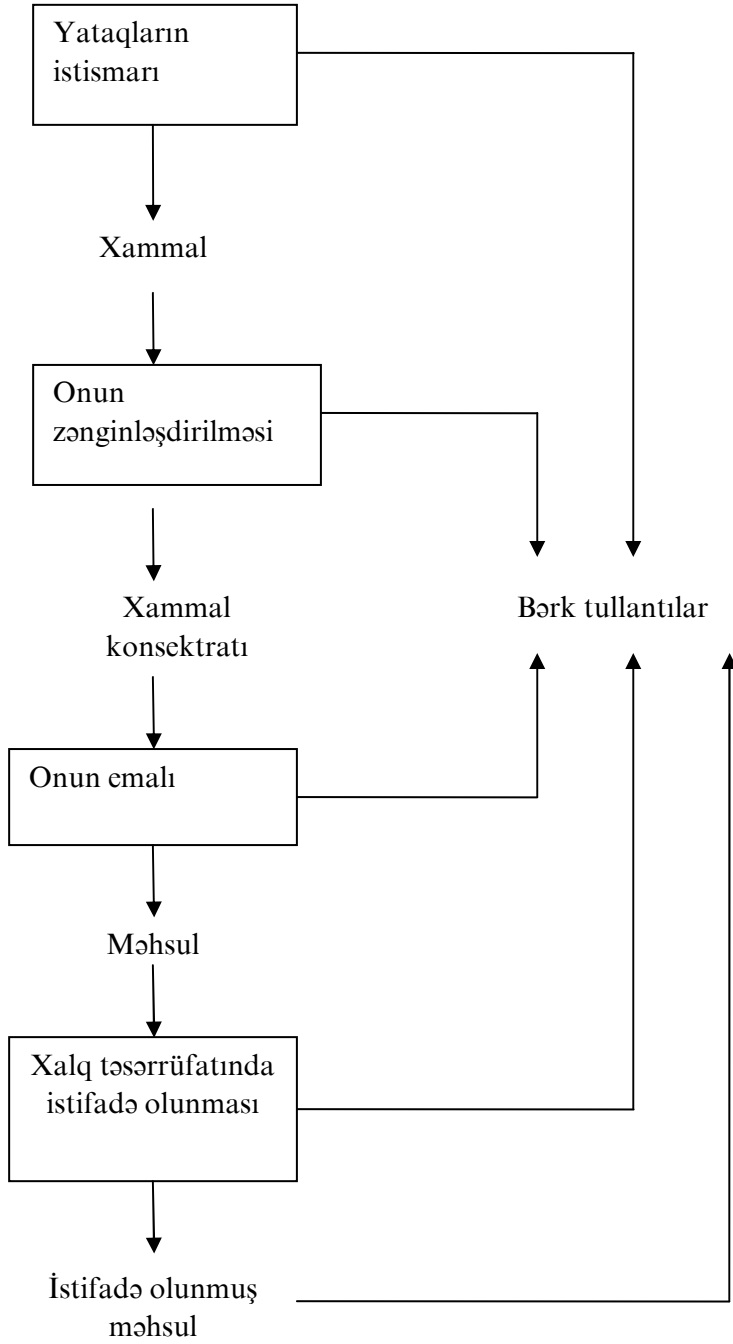 Yataqların
istismarı
Xammal
Onun
zənginləşdirilməsi
Xammal
konsektratı
Bərk tullantılar
Onun emalı
Məhsul
Xalq təsərrüfatında
istifadə olunması
İstifadə olunmuş
məhsul